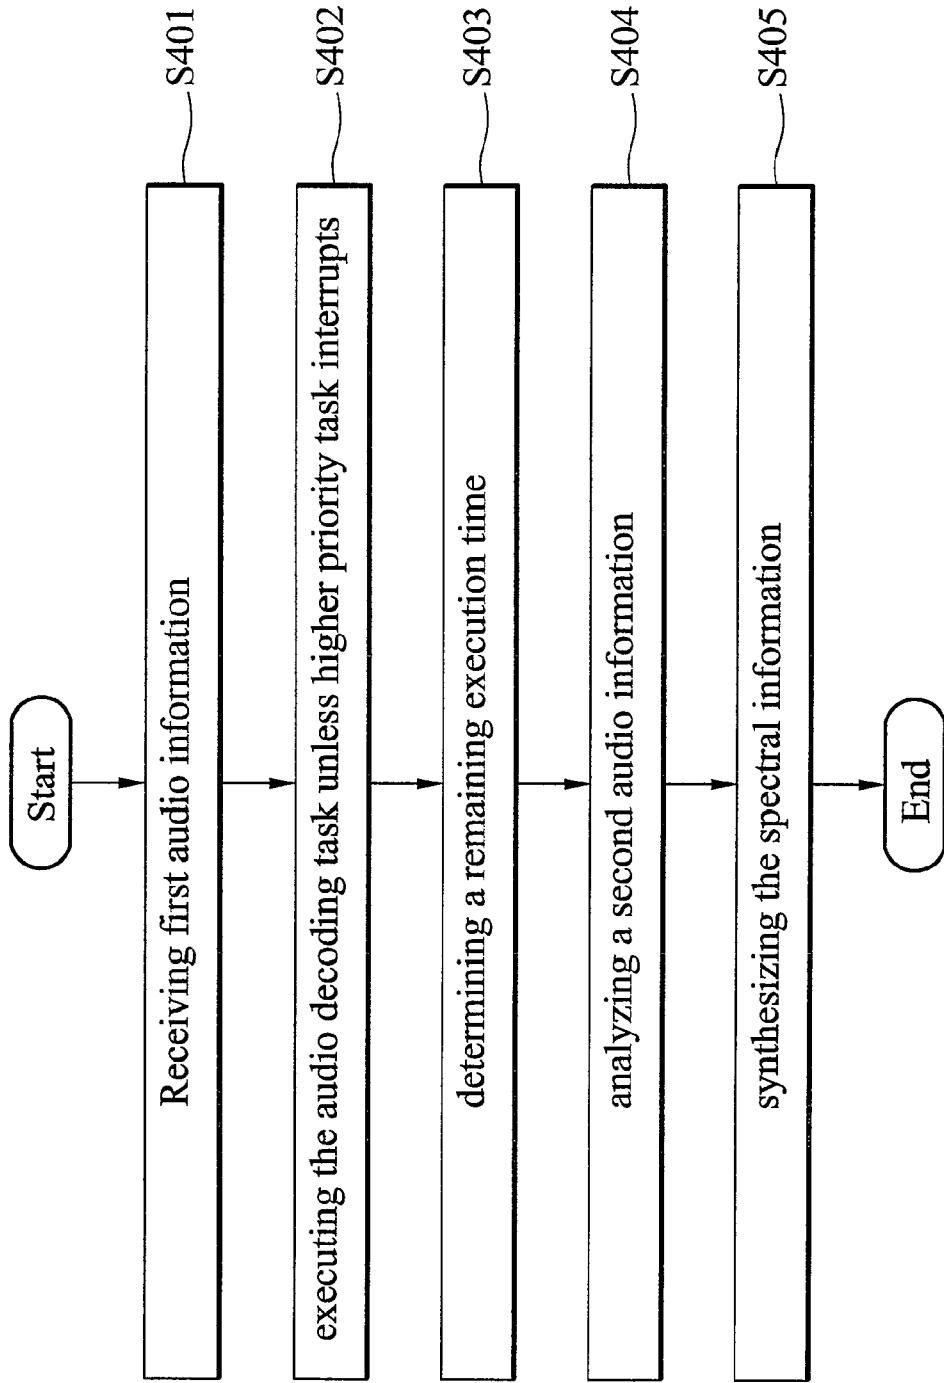 Start
Receiving first audio information
S401
executing the audio decoding task unless higher priority task interrupts
S402
determining a remaining execution time
S403
analyzing a second audio information
S404
synthesizing the spectral information
S405
End